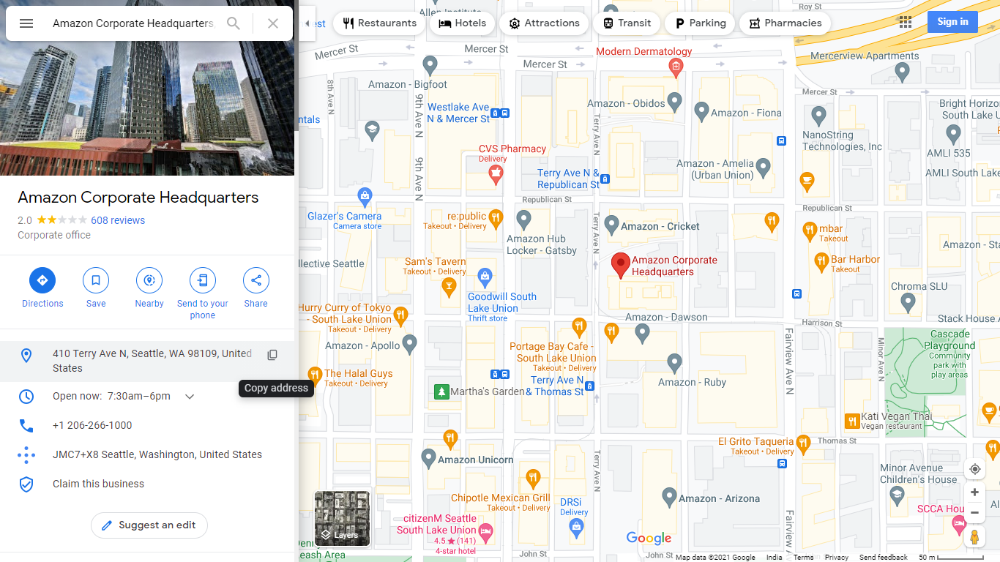 Amazon Corporate Headquarters,
Restaurants
Hotels
Attractions
Transit
Parking
Pharmacies
Sign in
Amazon Corporate Headquarters
2.0
608 reviews
Corporate office
Directions
Save
Nearby
Send to your
phone
Share
410 Terry Ave N, Seattle, WA 98109, United
States
Copy address
Open now: 7:30am–6pm
+1 206-266-1000
JMC7+X8 Seattle, Washington, United States
Claim this business
Suggest an edit
Allen Institute
Roy St
Mercer St
Mercer St
Mercer St
Modern Dermatology
Mercerview Apartments
Amazon - Bigfoot
8th Ave N
9th Ave N
9th Ave N
Westlake Ave
N & Mercer St
Amazon - Obidos
Amazon - Fiona
Mercer St
Bright Horizo
South Lake U
NanoString
Technologies, Inc
AMLI 535
AMLI South Lake
CVS Pharmacy
Delivery
Terry Ave N
Terry Ave N &
Republican St
Amazon - Amelia
(Urban Union)
Republican St
Republican St
Glazer's Camera
Camera store
re:public
Takeout • Delivery
Amazon Hub
Locker - Gatsby
Terry Ave N
Amazon - Cricket
mbar
Takeout
Amazon - Sta
llective Seattle
Sam's Tavern
Takeout • Delivery
Amazon Corporate
Headquarters
Bar Harbor
Takeout
Chroma SLU
Goodwill South
Lake Union
Thrift store
Hurry Curry of Tokyo
- South Lake Union
Takeout • Delivery
Amazon - Dawson
Harrison St
Stack House A
Amazon - Apollo
Portage Bay Cafe -
South Lake Union
Takeout • Delivery
Fairview Ave N
Minor Ave N
Cascade
Playground
Community
park with
play areas
The Halal Guys
Takeout • Delivery
Martha's Garden
Terry Ave N
& Thomas St
Amazon - Ruby
Kati Vegan Thai
Vegan restaurant
El Grito Taqueria
Takeout • Delivery
Thomas St
Amazon Unicorn
Terry Ave N
Minor Avenue
Children's House
Chipotle Mexican Grill
Takeout • Delivery
DRSi
Delivery
Amazon - Arizona
Fairview Ave
SCCA Hou
citizenM Seattle
South Lake Union
4.5 ★ (141)
4-star hotel
Layers
Leash Area
John St
John St
Google
Map data ©2021 Google
India
Terms
Privacy
Send feedback
50 m